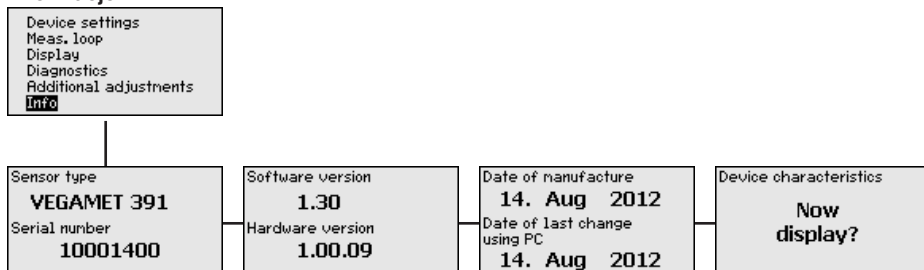 Device settings
Meas. loop
Display
Diagnostics
Additional adjustments
Info
Sensor type
VEGAMET 391
Serial number
10001400
Software version
1.30
Hardware version
1.00.09
Date of manufacture
14. Aug 2012
Date of last change
using PC
14. Aug 2012
Device characteristics
Now
display?